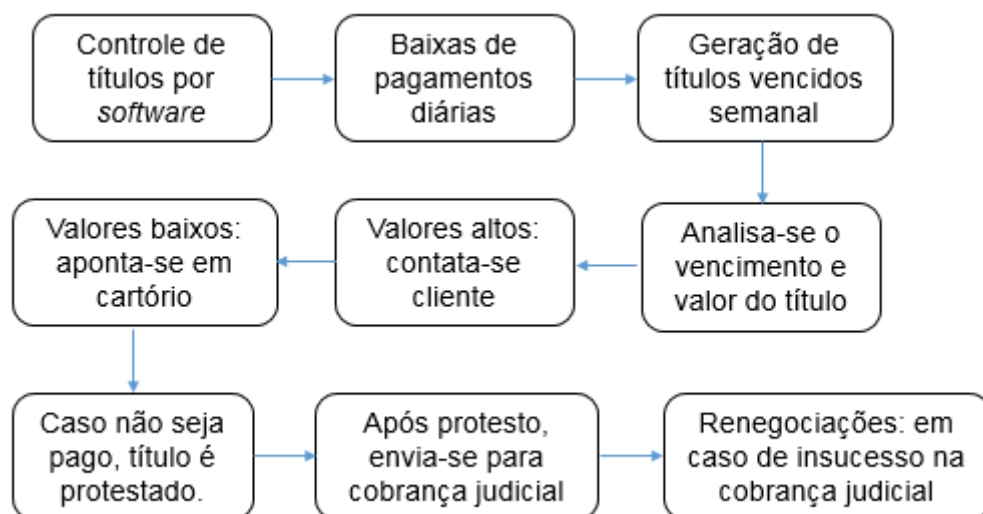 Controle de
títulos por
software
Baixas de
pagamentos
diárias
Geração de
títulos vencidos
semanal
Analisa-se o
vencimento e
valor do título
Valores altos:
contata-se
cliente
Valores baixos:
aponta-se em
cartório
Caso não seja
pago, título é
protestado.
Após protesto,
envia-se para
cobrança judicial
Renegociações: em
caso de insucesso na
cobrança judicial